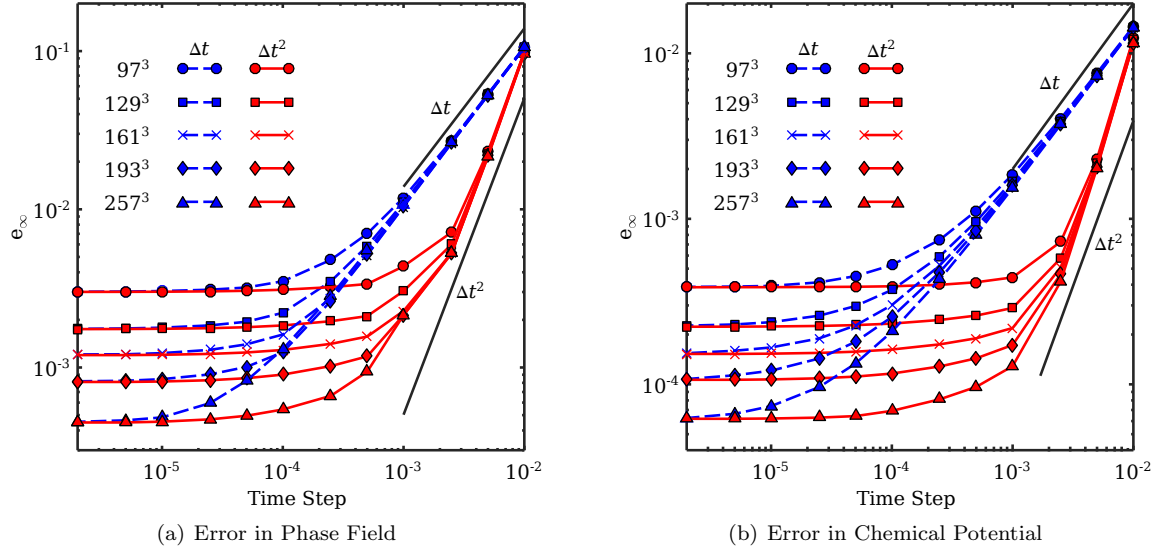 Δt Δt²
97³
129³
161³
193³
257³
Δt
Δt²
10⁻¹
10⁻²
10⁻³
e∞
10⁻⁵ 10⁻⁴ 10⁻³ 10⁻²
Time Step
(a) Error in Phase Field
Δt Δt²
97³
129³
161³
193³
257³
Δt
Δt²
10⁻²
10⁻³
10⁻⁴
e∞
10⁻⁵ 10⁻⁴ 10⁻³ 10⁻²
Time Step
(b) Error in Chemical Potential